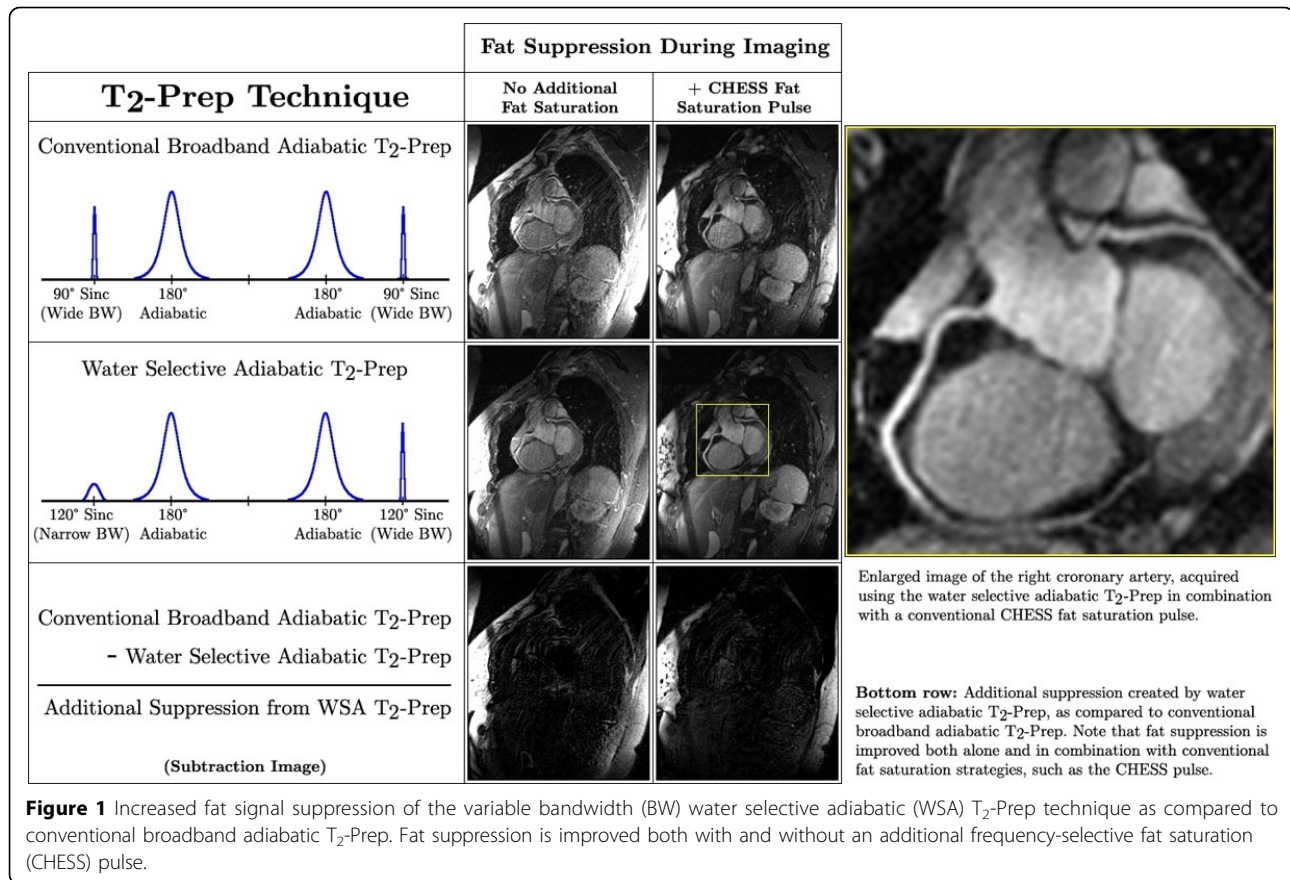 Fat Suppression During Imaging
T2-Prep Technique
No Additional
Fat Saturation
+ CHESS Fat
Saturation Pulse
Conventional Broadband Adiabatic T2-Prep
90° Sinc
(Wide BW)
180°
Adiabatic
180°
Adiabatic
90° Sinc
(Wide BW)
Water Selective Adiabatic T2-Prep
120° Sinc
(Narrow BW)
180°
Adiabatic
180°
Adiabatic
120° Sinc
(Wide BW)
Conventional Broadband Adiabatic T2-Prep
– Water Selective Adiabatic T2-Prep
Additional Suppression from WSA T2-Prep
(Subtraction Image)
Enlarged image of the right croronary artery, acquired
using the water selective adiabatic T2-Prep in combination
with a conventional CHESS fat saturation pulse.
Bottom row: Additional suppression created by water
selective adiabatic T2-Prep, as compared to conventional
broadband adiabatic T2-Prep. Note that fat suppression is
improved both alone and in combination with conventional
fat saturation strategies, such as the CHESS pulse.
Figure 1 Increased fat signal suppression of the variable bandwidth (BW) water selective adiabatic (WSA) T2-Prep technique as compared to
conventional broadband adiabatic T2-Prep. Fat suppression is improved both with and without an additional frequency-selective fat saturation
(CHESS) pulse.